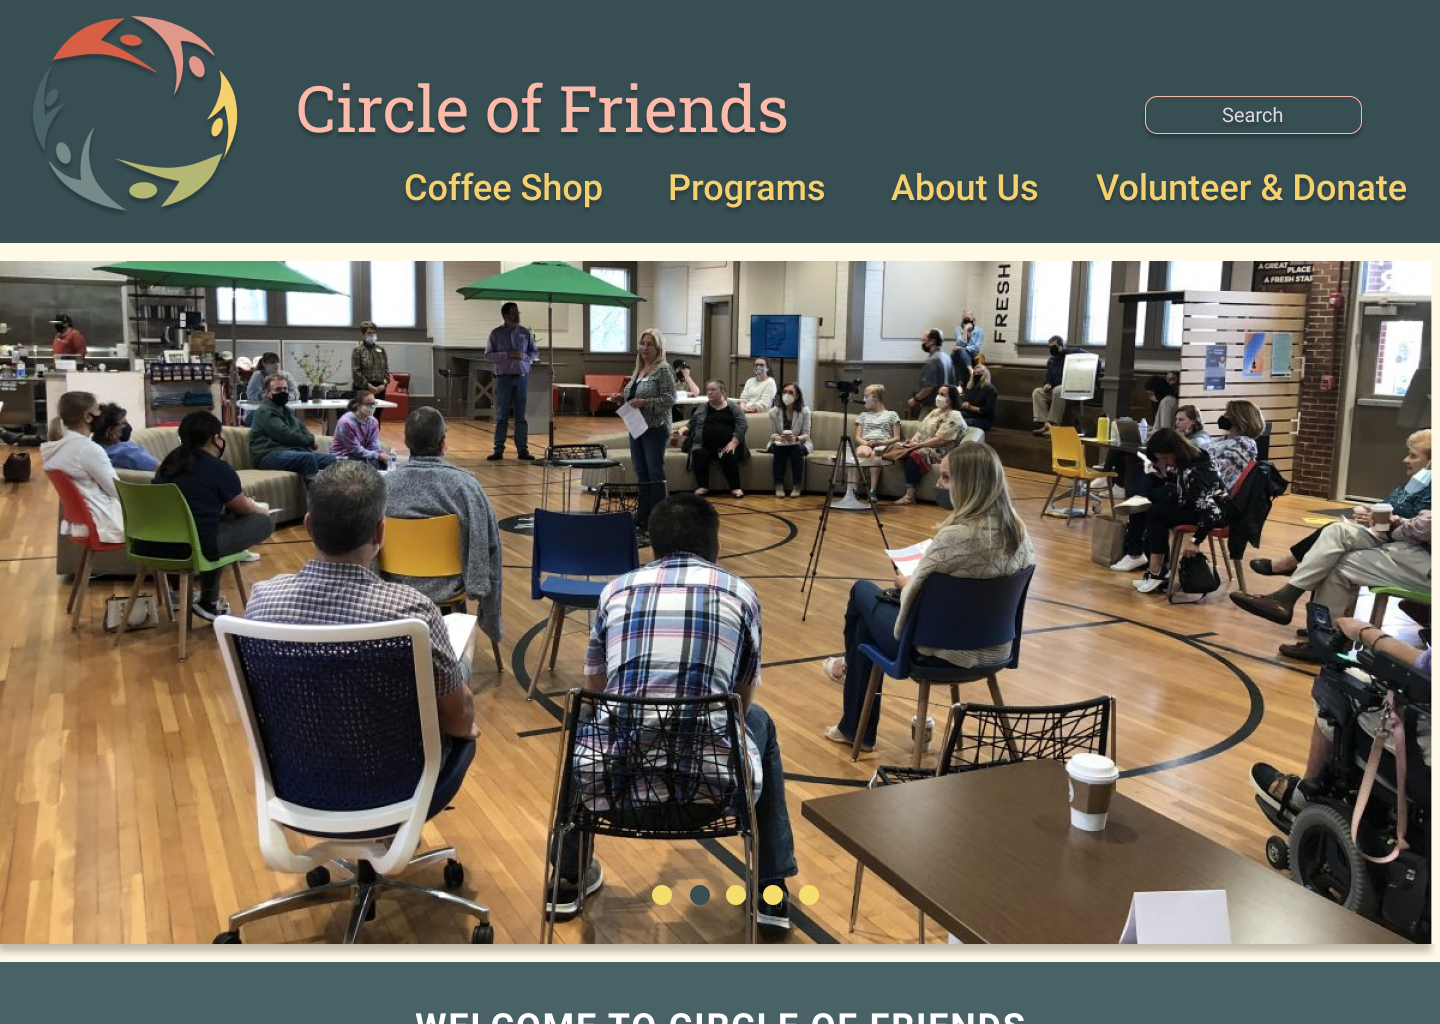 Circle of Friends
Search
Coffee Shop
Programs
About Us
Volunteer & Donate
FRESH
A GREAT
PLACE
A FRESH STAR
WELCOME TO CIRCLE OF FRIENDS